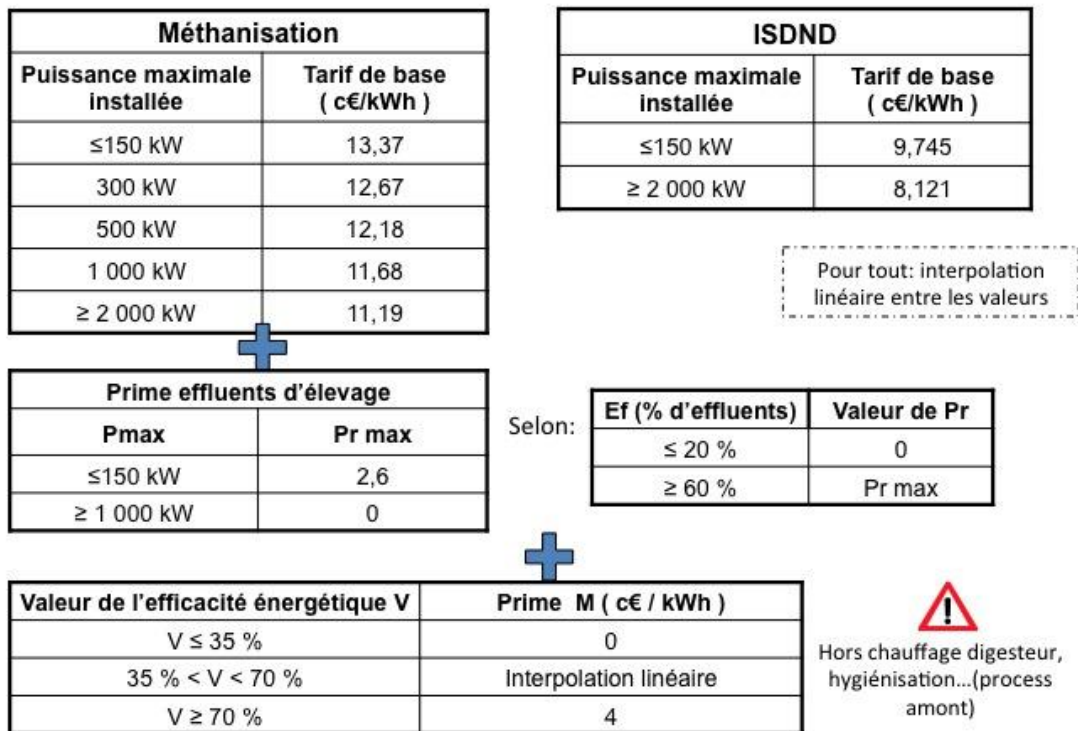 Méthanisation
Puissance maximale installée
Tarif de base ( c€/kWh )
≤150 kW 13,37
300 kW 12,67
500 kW 12,18
1 000 kW 11,68
≥ 2 000 kW 11,19
ISDND
Puissance maximale installée
Tarif de base ( c€/kWh )
≤150 kW 9,745
≥ 2 000 kW 8,121
Pour tout: interpolation
linéaire entre les valeurs
Prime effluents d'élevage
Pmax Pr max
≤150 kW 2,6
≥ 1 000 kW 0
Selon:
Ef (% d'effluents) Valeur de Pr
≤ 20 % 0
≥ 60 % Pr max
Valeur de l'efficacité énergétique V Prime M ( c€ / kWh )
V ≤ 35 % 0
35 % < V < 70 % Interpolation linéaire
V ≥ 70 % 4
!
Hors chauffage digesteur,
hygiénisation...(process
amont)